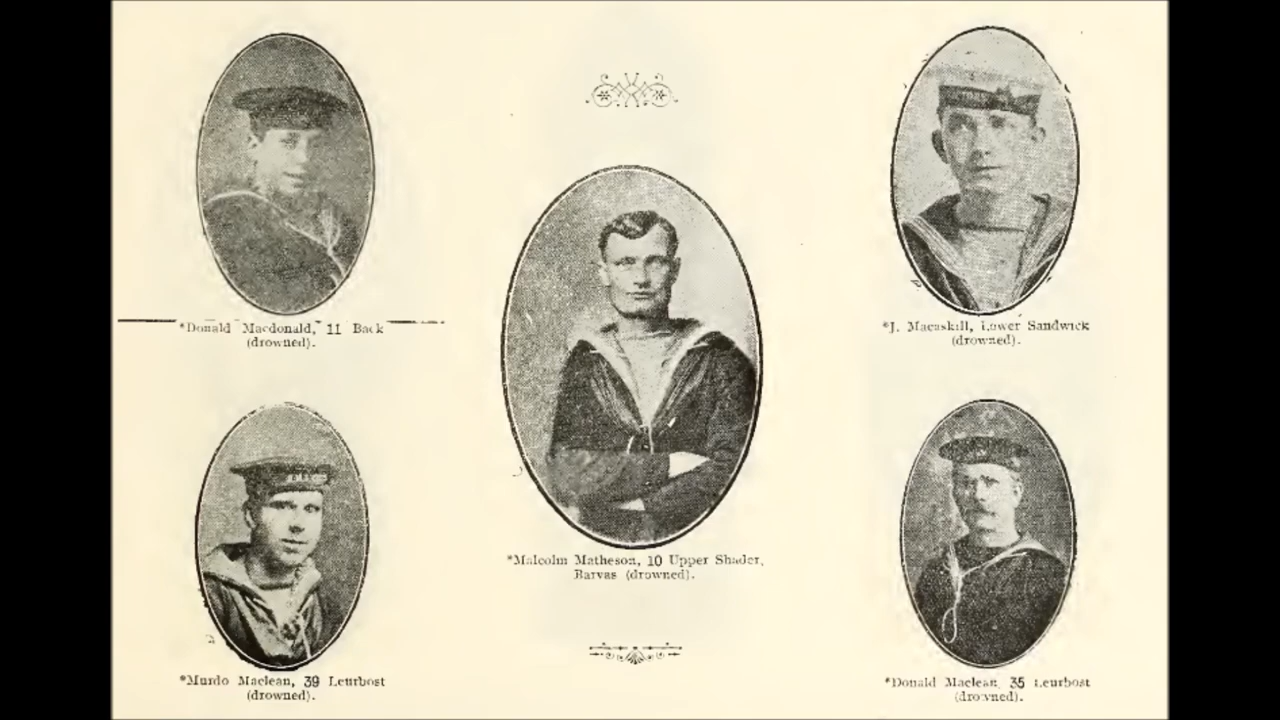 *Donald Macdonald, 11 Back
(drowned).
*J. Macaskill, Lower Sandwick
(drowned).
*Malcolm Matheson, 10 Upper Shader,
Barvas (drowned).
*Murdo Maclean, 39 Leurbost
(drowned).
*Donald Maclean, 35 Leurbost
(drowned).